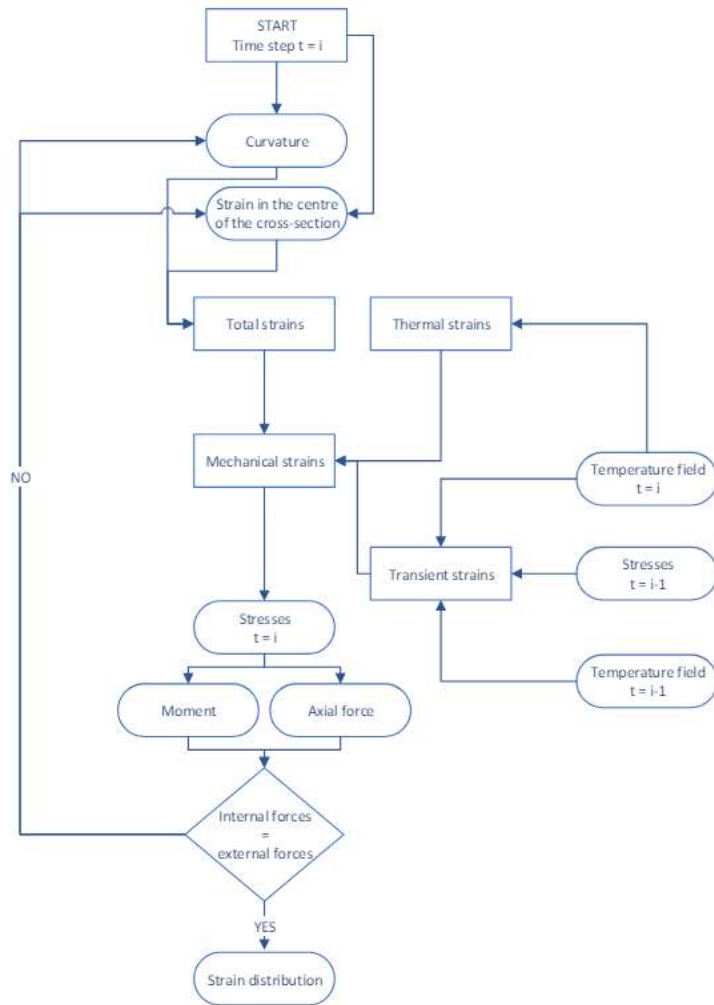 START
Time step t = i
Curvature
Strain in the centre
of the cross-section
Total strains
Thermal strains
Mechanical strains
NO
Temperature field
t = i
Transient strains
Stresses
t = i-1
Stresses
t = i
Temperature field
t = i-1
Moment
Axial force
Internal forces
=
external forces
YES
Strain distribution